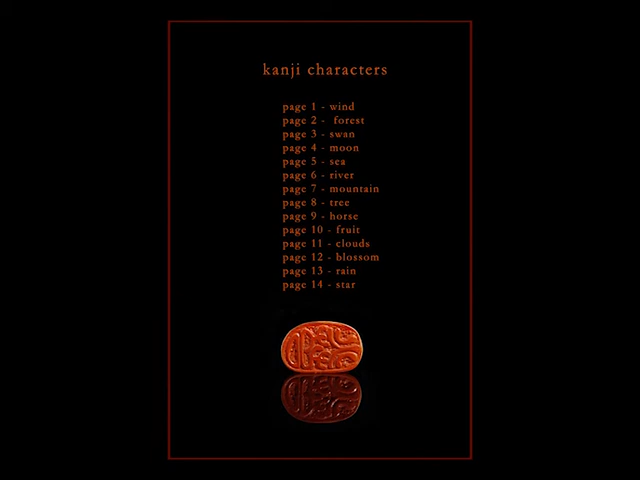 kanji characters
page 1 - wind
page 2 - forest
page 3 - swan
page 4 - moon
page 5 - sea
page 6 - river
page 7 - mountain
page 8 - tree
page 9 - horse
page 10 - fruit
page 11 - clouds
page 12 - blossom
page 13 - rain
page 14 - star